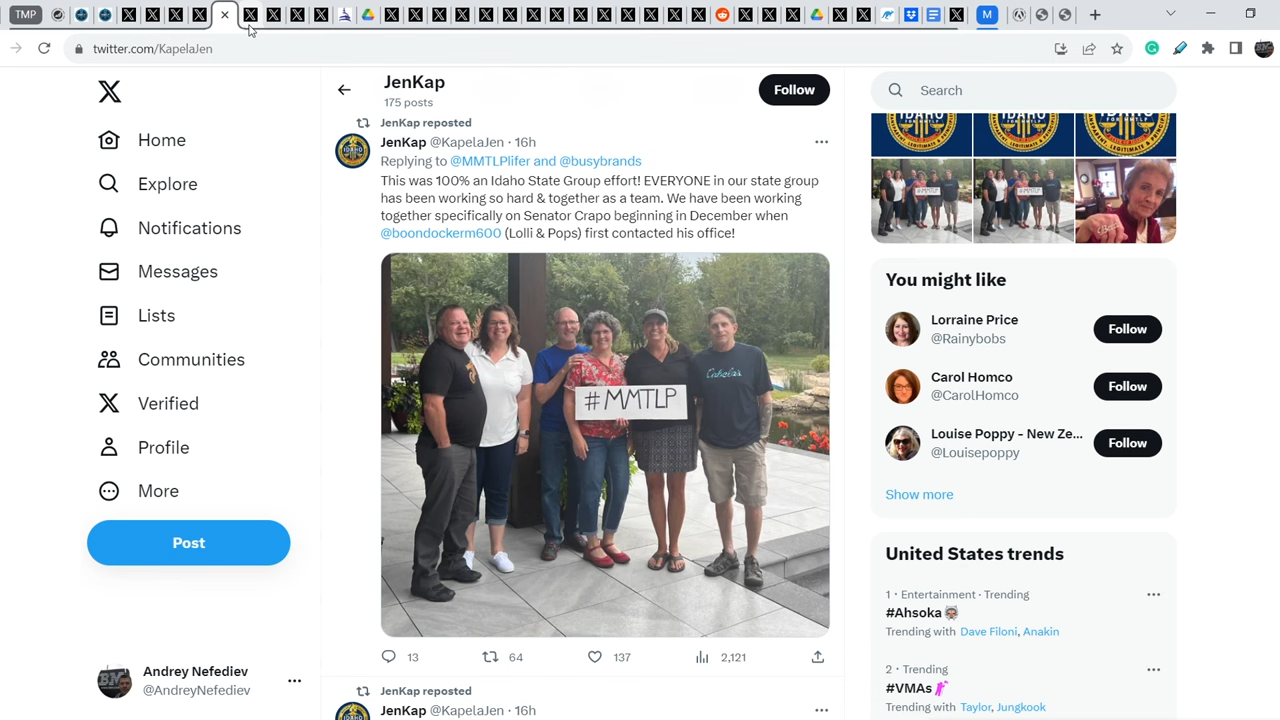 TMP
M
twitter.com/KapelaJen
JenKap
175 posts
Follow
Search
Home
Explore
Notifications
Messages
Lists
Communities
Verified
Profile
More
Post
Andrey Nefediev
@AndreyNefediev
JenKap reposted
JenKap @KapelaJen · 16h
Replying to @MMTLPlifer and @busybrands
This was 100% an Idaho State Group effort! EVERYONE in our state group
has been working so hard & together as a team. We have been working
together specifically on Senator Crapo beginning in December when
@boondockerm600 (Lolli & Pops) first contacted his office!
#MMTLP
Cabela's
13
64
137
2,121
JenKap reposted
JenKap @KapelaJen · 16h
You might like
Lorraine Price
@Rainybobs
Follow
Carol Homco
@CarolHomco
Follow
Louise Poppy - New Ze...
@Louisepoppy
Follow
Show more
United States trends
1 · Entertainment · Trending
#Ahsoka
Trending with Dave Filoni, Anakin
2 · Trending
#VMAs
Trending with Taylor, Jungkook